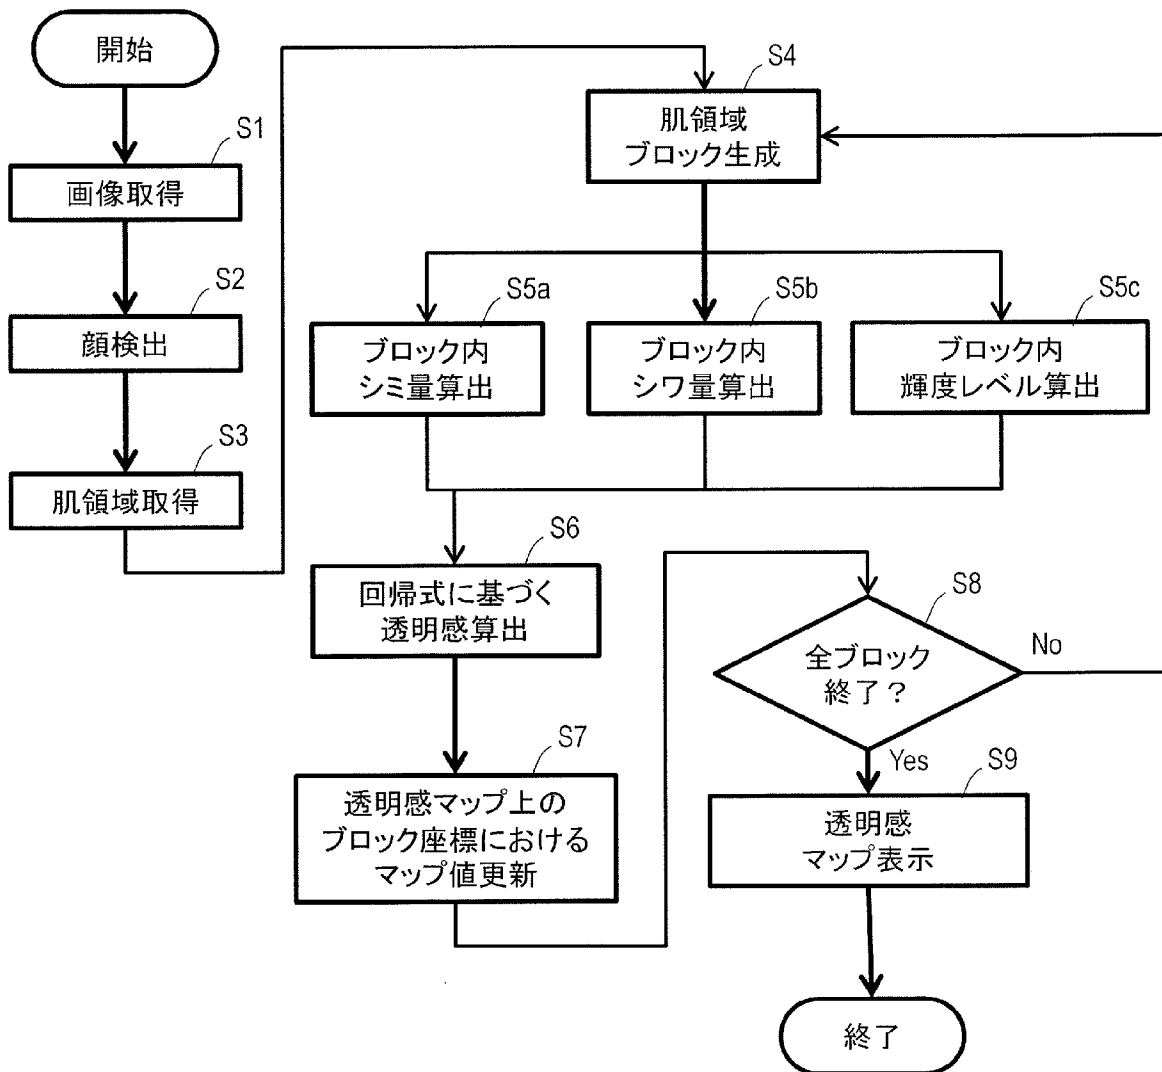 開始
S1
画像取得
S2
顔検出
S3
肌領域取得
S4
肌領域
ブロック生成
S5a
ブロック内
シミ量算出
S5b
ブロック内
シワ量算出
S5c
ブロック内
輝度レベル算出
S6
回帰式に基づく
透明感算出
S7
透明感マップ上の
ブロック座標における
マップ値更新
S8
全ブロック
終了？
No
Yes
S9
透明感
マップ表示
終了